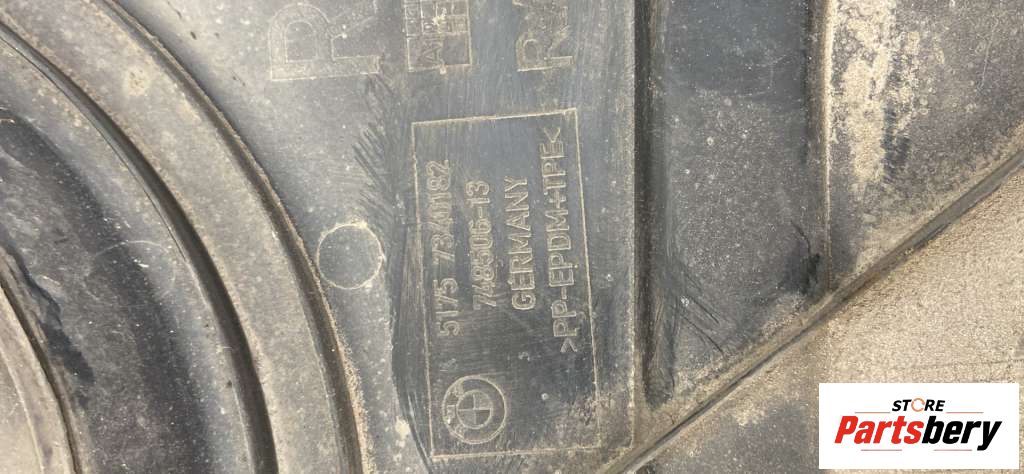 5175 7340182
748506-13
GERMANY
>PP-EPDM+TPE<
STORE
Partsbery